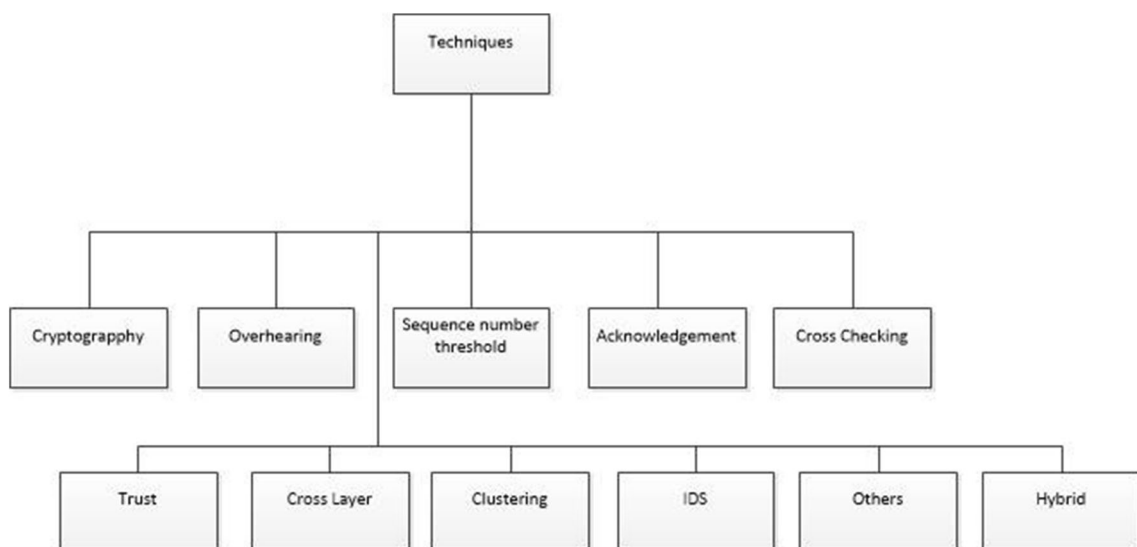 Techniques
Cryptograpphy
Overhearing
Sequence number
threshold
Acknowledgement
Cross Checking
Trust
Cross Layer
Clustering
IDS
Others
Hybrid